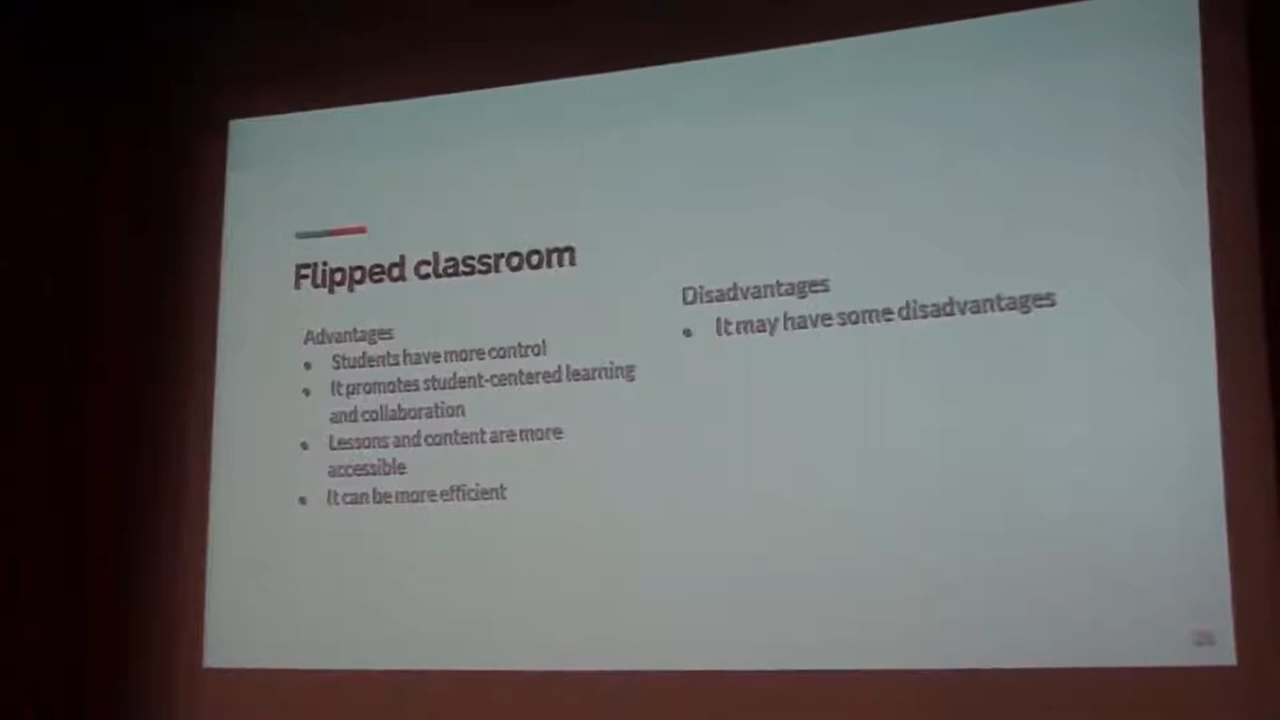 Flipped classroom
Advantages
• Students have more control
• It promotes student-centered learning
and collaboration
• Lessons and content are more
accessible
• It can be more efficient
Disadvantages
• It may have some disadvantages